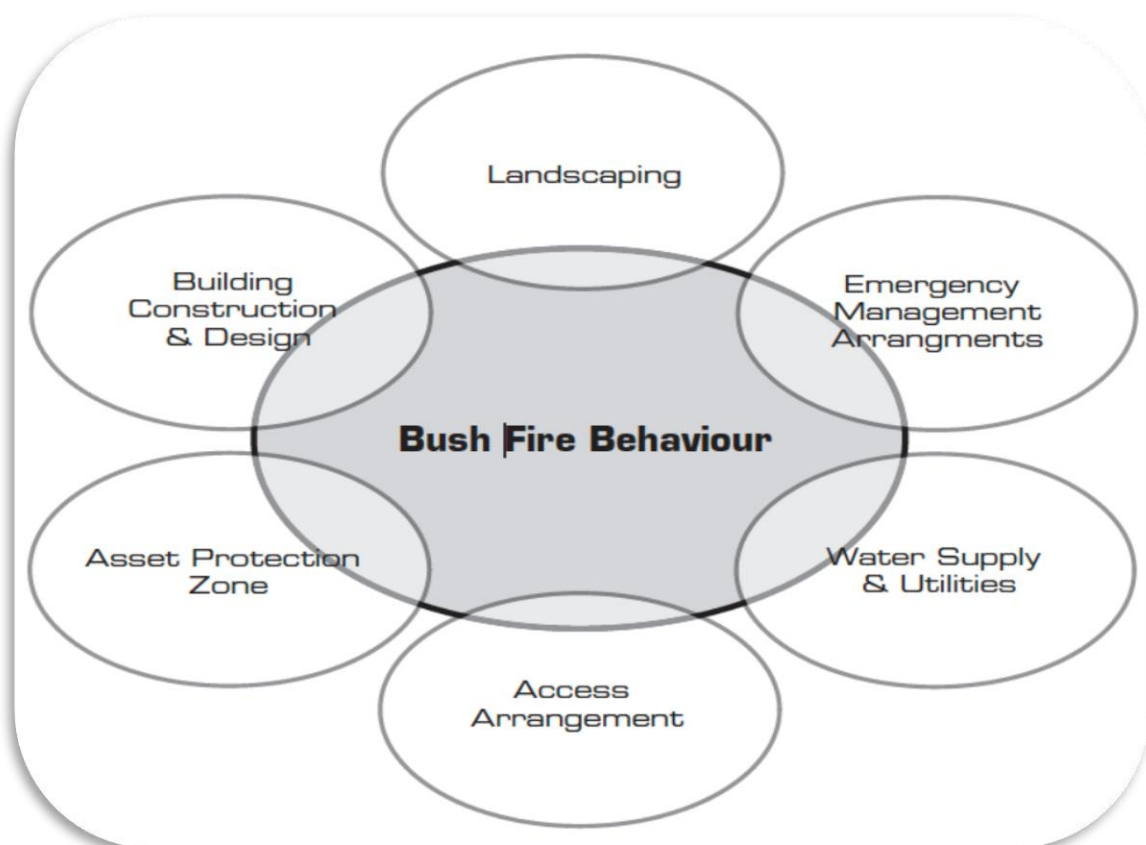 Landscaping
Building
Construction
& Design
Emergency
Management
Arrangments
Bush Fire Behaviour
Asset Protection
Zone
Water Supply
& Utilities
Access
Arrangement